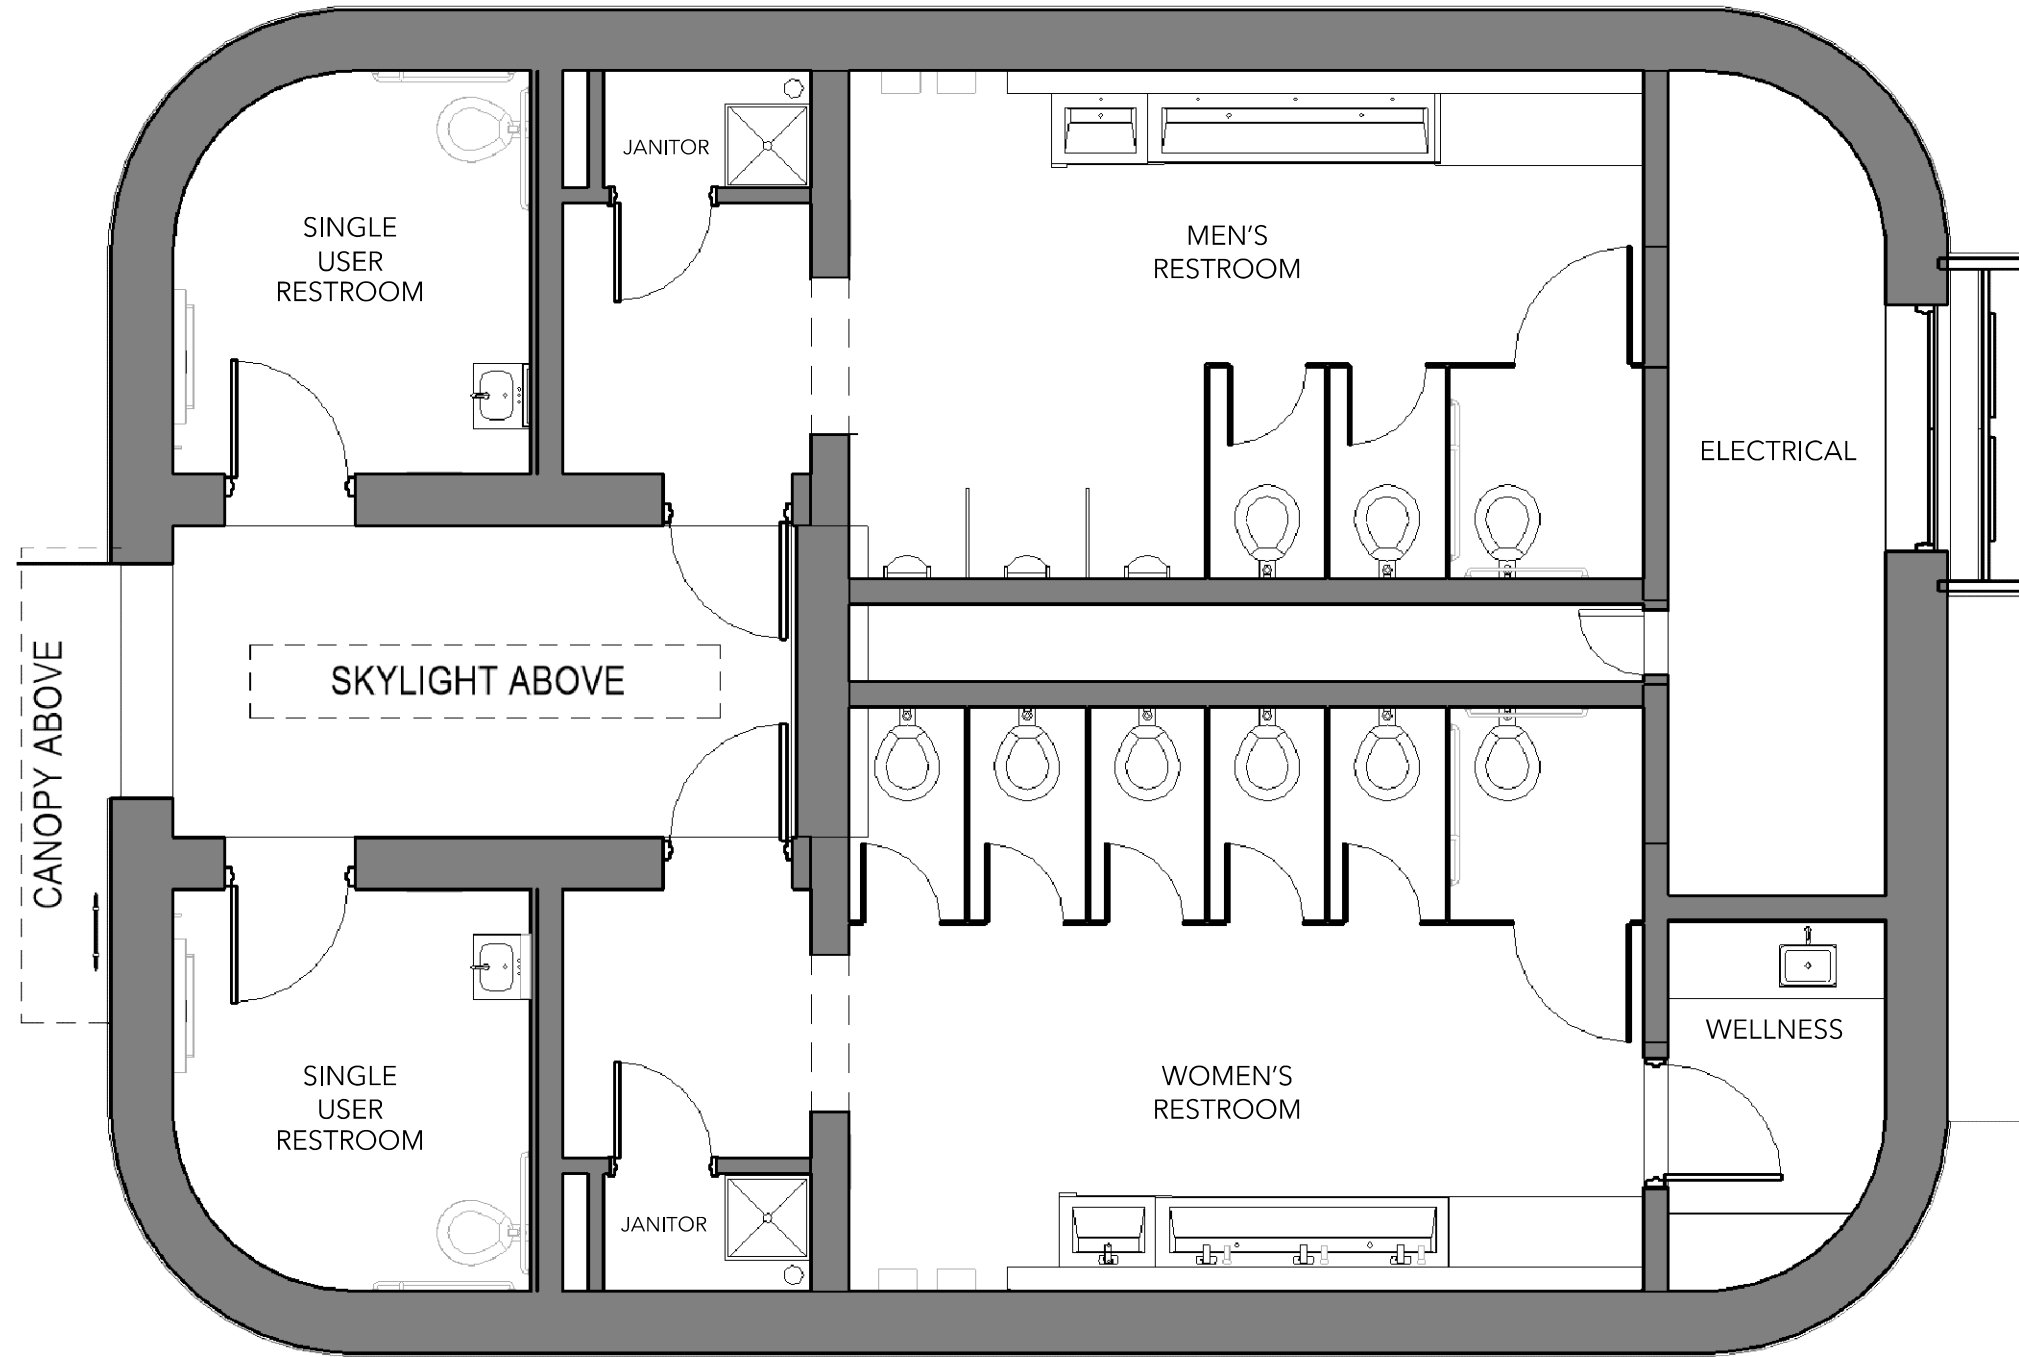 JANITOR
SINGLE
USER
RESTROOM
MEN'S
RESTROOM
ELECTRICAL
SKYLIGHT ABOVE
CANOPY ABOVE
WELLNESS
SINGLE
USER
RESTROOM
WOMEN'S
RESTROOM
JANITOR